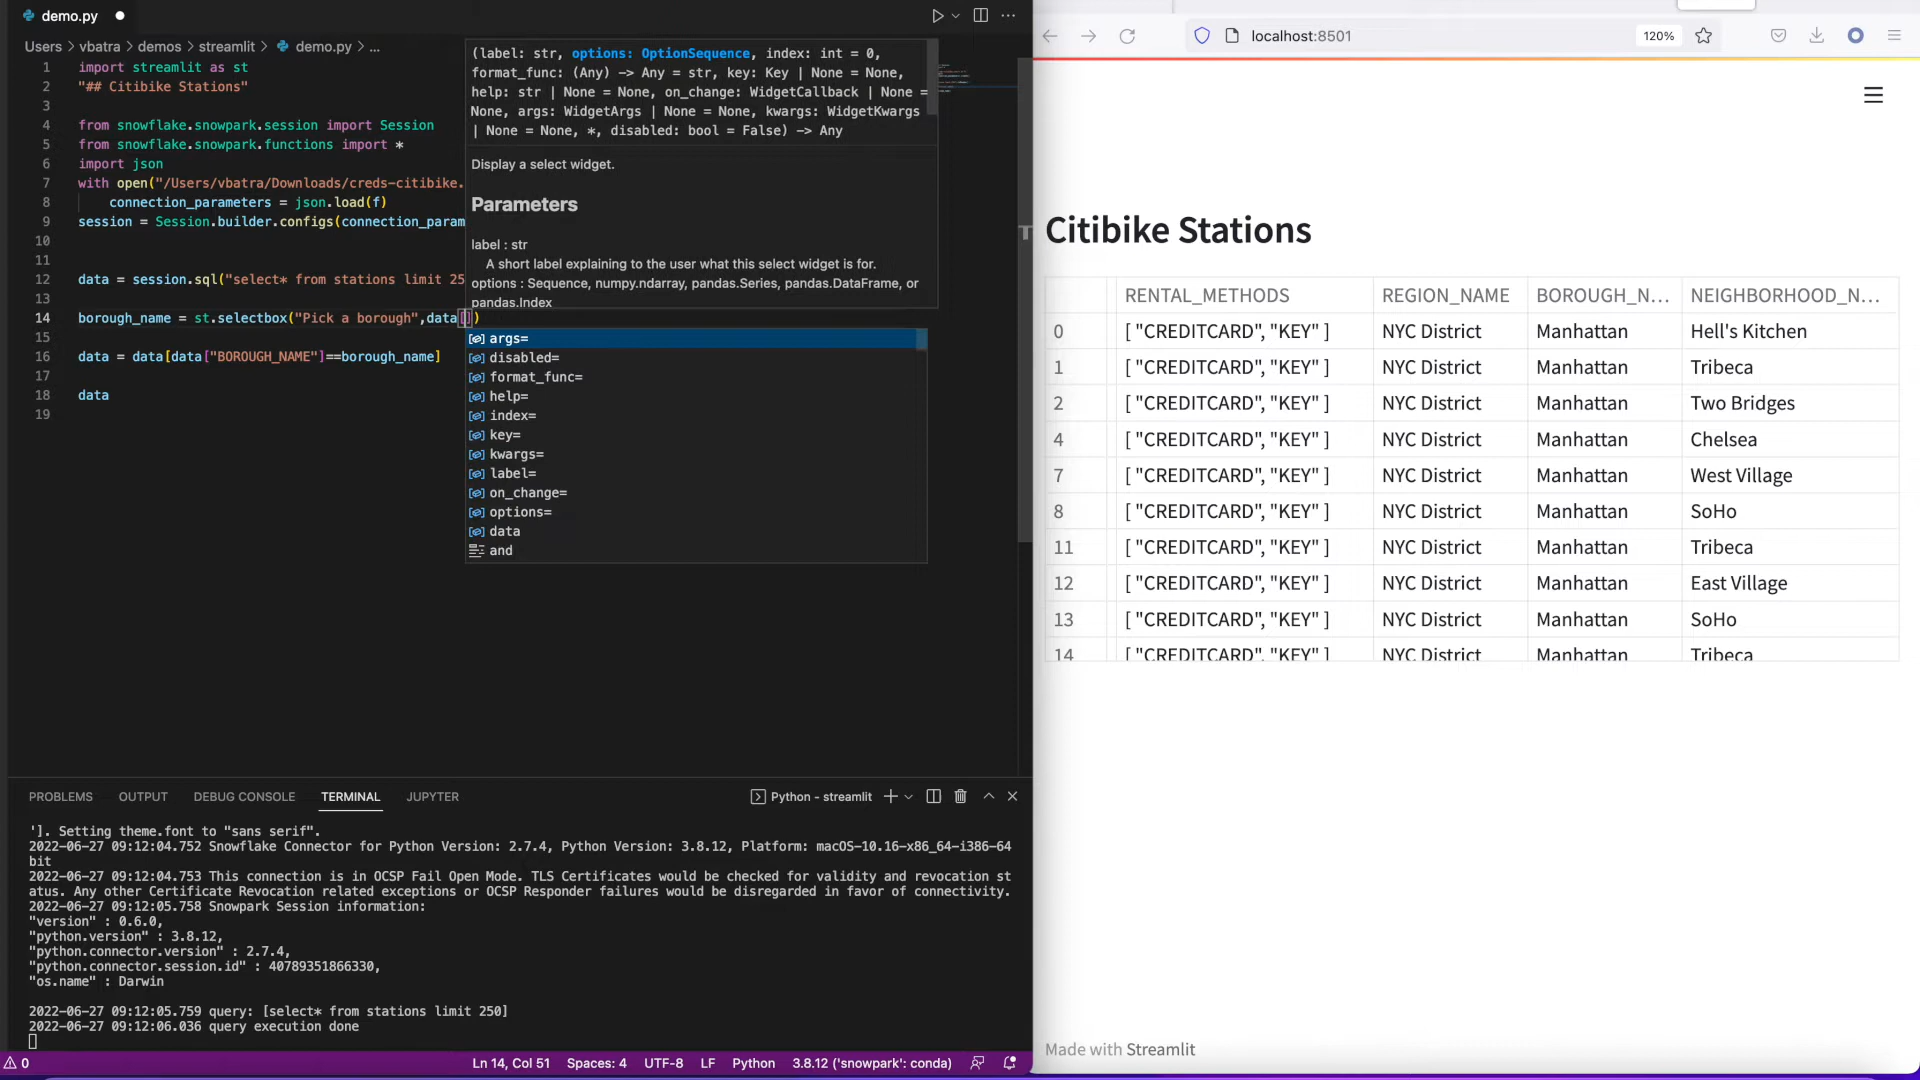 demo.py
Users > vbatra > demos > streamlit > demo.py > ...
1 import streamlit as st
2 "## Citibike Stations"
3
4 from snowflake.snowpark.session import Session
5 from snowflake.snowpark.functions import *
6 import json
7 with open("/Users/vbatra/Downloads/creds-citibike.
8 connection_parameters = json.load(f)
9 session = Session.builder.configs(connection_param
10
11
12 data = session.sql("select* from stations limit 25
13
14 borough_name = st.selectbox("Pick a borough",data[])
15
16 data = data[data["BOROUGH_NAME"]==borough_name]
17
18 data
19
(label: str, options: OptionSequence, index: int = 0,
format_func: (Any) -> Any = str, key: Key | None = None,
help: str | None = None, on_change: WidgetCallback | None =
None, args: WidgetArgs | None = None, kwargs: WidgetKwargs
| None = None, *, disabled: bool = False) -> Any
Display a select widget.
Parameters
label : str
A short label explaining to the user what this select widget is for.
options : Sequence, numpy.ndarray, pandas.Series, pandas.DataFrame, or
pandas.Index
args=
disabled=
format_func=
help=
index=
key=
kwargs=
label=
on_change=
options=
data
and
PROBLEMS OUTPUT DEBUG CONSOLE TERMINAL JUPYTER
Python - streamlit
']. Setting theme.font to "sans serif".
2022-06-27 09:12:04.752 Snowflake Connector for Python Version: 2.7.4, Python Version: 3.8.12, Platform: macOS-10.16-x86_64-i386-64
bit
2022-06-27 09:12:04.753 This connection is in OCSP Fail Open Mode. TLS Certificates would be checked for validity and revocation st
atus. Any other Certificate Revocation related exceptions or OCSP Responder failures would be disregarded in favor of connectivity.
2022-06-27 09:12:05.758 Snowpark Session information:
"version" : 0.6.0,
"python.version" : 3.8.12,
"python.connector.version" : 2.7.4,
"python.connector.session.id" : 40789351866330,
"os.name" : Darwin
2022-06-27 09:12:05.759 query: [select* from stations limit 250]
2022-06-27 09:12:06.036 query execution done
0 Ln 14, Col 51 Spaces: 4 UTF-8 LF Python 3.8.12 ('snowpark': conda)
localhost:8501 120%
Citibike Stations
RENTAL_METHODS REGION_NAME BOROUGH_N... NEIGHBORHOOD_N...
0 [ "CREDITCARD", "KEY" ] NYC District Manhattan Hell's Kitchen
1 [ "CREDITCARD", "KEY" ] NYC District Manhattan Tribeca
2 [ "CREDITCARD", "KEY" ] NYC District Manhattan Two Bridges
4 [ "CREDITCARD", "KEY" ] NYC District Manhattan Chelsea
7 [ "CREDITCARD", "KEY" ] NYC District Manhattan West Village
8 [ "CREDITCARD", "KEY" ] NYC District Manhattan SoHo
11 [ "CREDITCARD", "KEY" ] NYC District Manhattan Tribeca
12 [ "CREDITCARD", "KEY" ] NYC District Manhattan East Village
13 [ "CREDITCARD", "KEY" ] NYC District Manhattan SoHo
14 [ "CREDITCARD", "KEY" ] NYC District Manhattan Tribeca
Made with Streamlit